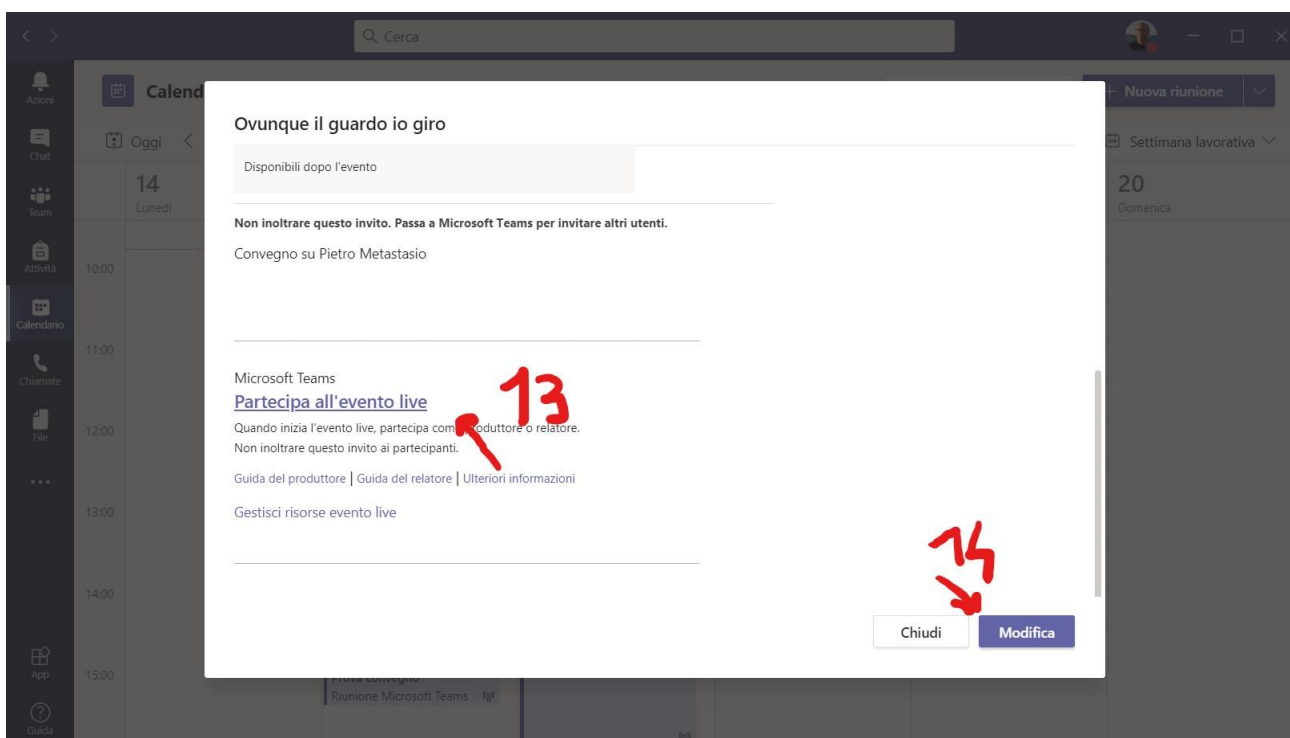 Cerca
Azioni
Chat
Team
Attività
Calendario
Chiamate
File
App
Guida
Calend
Nuova riunione
Oggi
Settimana lavorativa
14
Lunedì
20
Domenica
10:00
11:00
12:00
13:00
14:00
15:00
Ovunque il guardo io giro
Disponibili dopo l'evento
Non inoltrare questo invito. Passa a Microsoft Teams per invitare altri utenti.
Convegno su Pietro Metastasio
Microsoft Teams
Partecipa all'evento live
13
Quando inizia l'evento live, partecipa com oduttore o relatore.
Non inoltrare questo invito ai partecipanti.
Guida del produttore | Guida del relatore | Ulteriori informazioni
Gestisci risorse evento live
14
Chiudi
Modifica
Prova convegno
Riunione Microsoft Teams